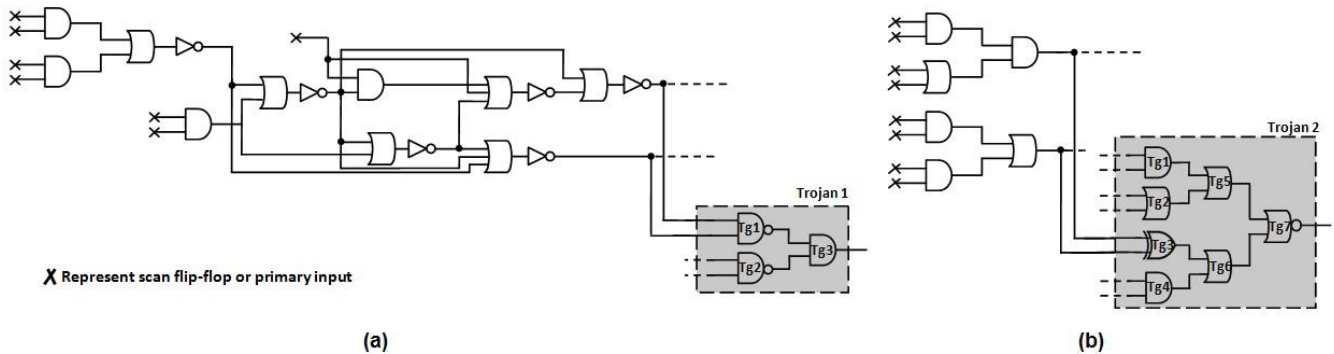 Trojan 1
Tg1
Tg2
Tg3
X Represent scan flip-flop or primary input
(a)
Trojan 2
Tg1
Tg2
Tg3
Tg4
Tg5
Tg6
Tg7
(b)